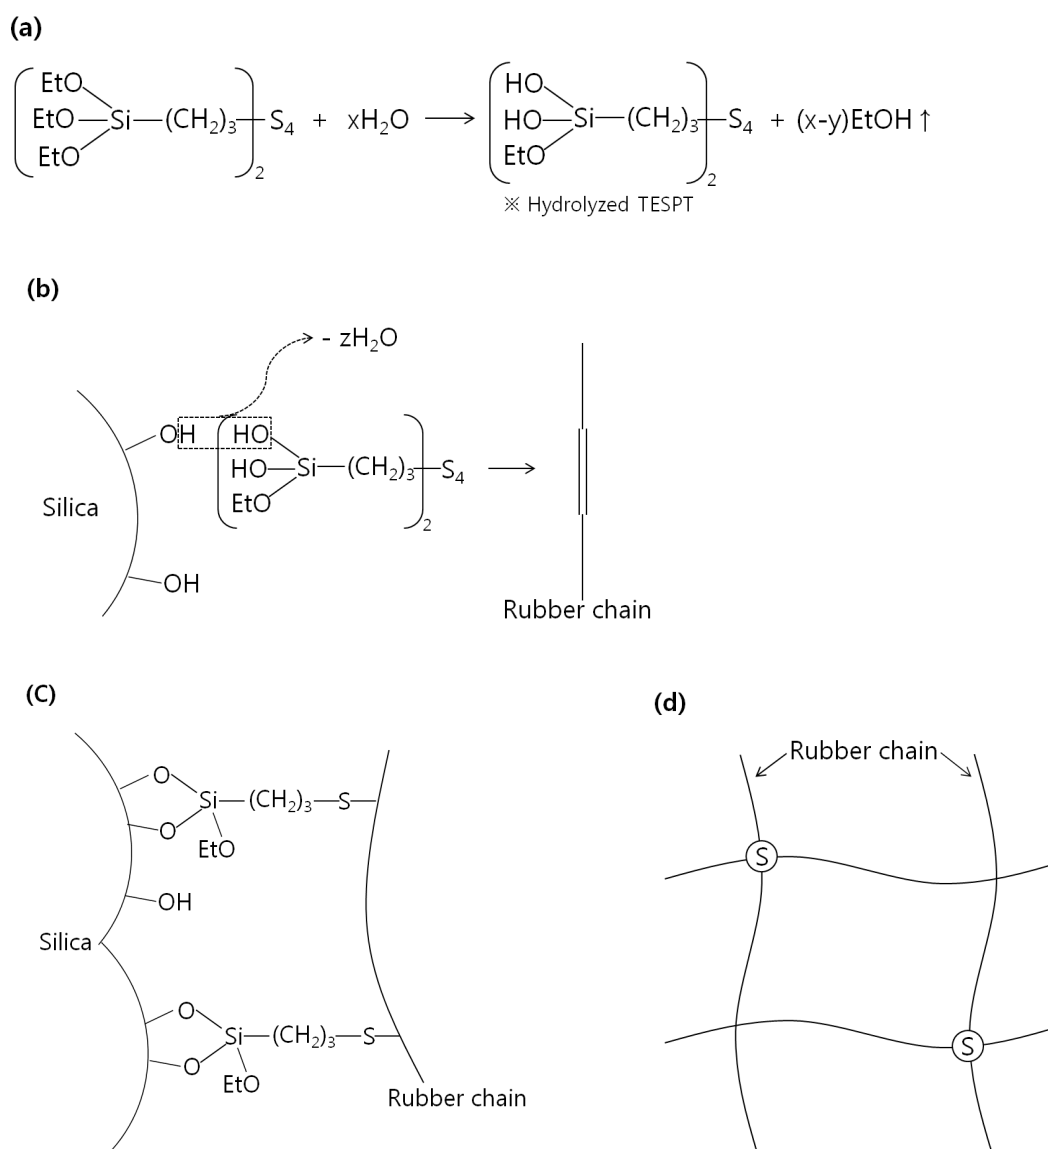 (a)
EtO
EtO Si (CH₂)₃ S₄ + xH₂O HO Si (CH₂)₃ S₄ + (x-y)EtOH ↑
EtO 2
HO
EtO 2
※ Hydrolyzed TESPT
(b)
- zH₂O
OH HO
HO Si (CH₂)₃ S₄
EtO 2
Silica
OH
Rubber chain
(C)
O
Si (CH₂)₃ S
O
EtO
OH
Silica
O
Si (CH₂)₃ S
O
EtO
Rubber chain
(d)
Rubber chain
S
S